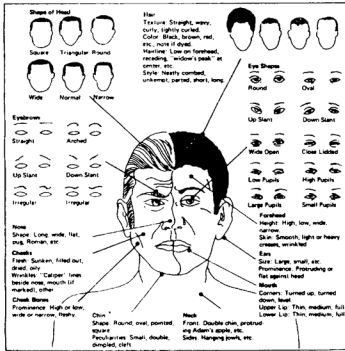 Shape of Head
Square Triangular Round
Wide Normal Narrow
Eyebrow
Straight Arched
Up Slant Down Slant
Irregular Irregular
Nose
Shape: Long, wide, flat,
pug, Roman, etc
Cheeks
Flesh: Sunken, filled out,
dried, oily
Wrinkles "Caliper" lines
beside nose, mouth (if
marked), other
Cheek Bones
Prominence: High or low,
wide or narrow, fleshy.
Hair
Texture: Straight, wavy,
curly, tightly curled.
Color: Black, brown, red,
etc., note if dyed.
Hairline: Low on forehead,
receding, "widow's peak" at
center, etc.
Style: Neatly combed,
unkempt, parted, short, long.
Eye Shapes
Round Oval
Up Slant Down Slant
Wide Open Close Lidded
Low Pupils High Pupils
Large Pupils Small Pupils
Forehead
Height: High, low, wide,
narrow.
Skin: Smooth, light or heavy
creases, wrinkled
Ears
Size: Large, small, etc.
Prominence: Protruding or
flat against head
Mouth
Corners: Turned up, turned
down, level.
Upper Lip: Thin, medium, full
Lower Lip: Thin, medium, full
Chin
Shape: Round, oval, pointed,
square
Peculiarities: Small, double,
dimpled, cleft
Neck
Front: Double chin, protrud-
ing Adam's apple, etc.
Sides: Hanging jowls, etc.